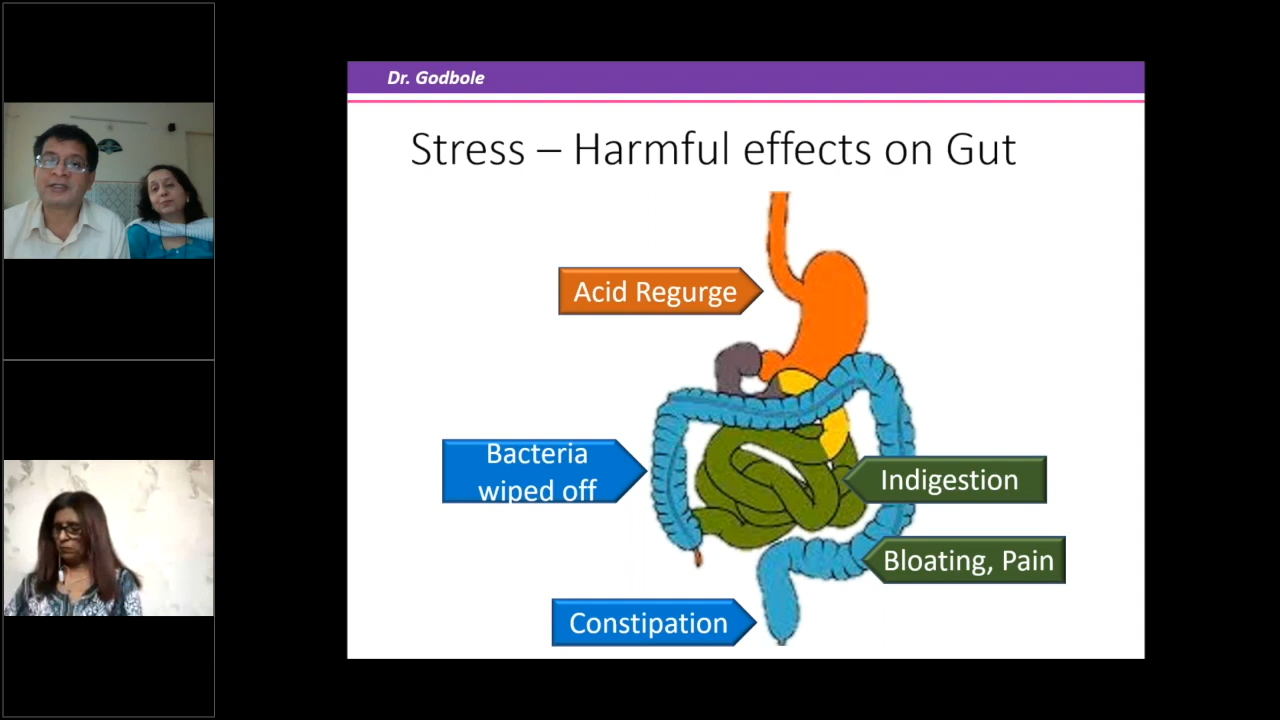 Dr. Godbole
Stress – Harmful effects on Gut
Acid Regurge
Bacteria
wiped off
Indigestion
Bloating, Pain
Constipation